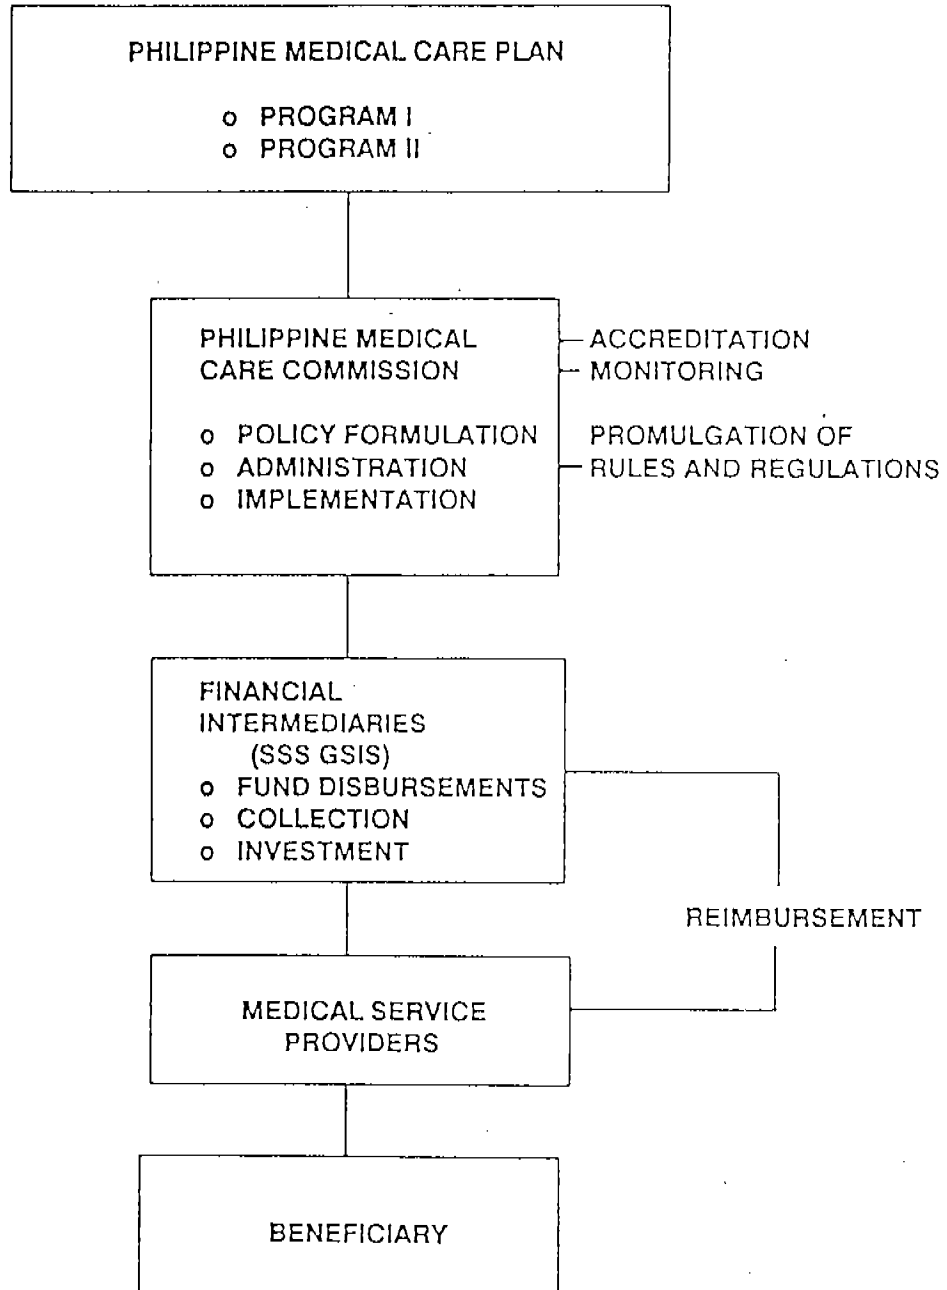 PHILIPPINE MEDICAL CARE PLAN
o PROGRAM I
o PROGRAM II
PHILIPPINE MEDICAL
CARE COMMISSION
o POLICY FORMULATION
o ADMINISTRATION
o IMPLEMENTATION
ACCREDITATION
MONITORING
PROMULGATION OF
RULES AND REGULATIONS
FINANCIAL
INTERMEDIARIES
(SSS GSIS)
o FUND DISBURSEMENTS
o COLLECTION
o INVESTMENT
REIMBURSEMENT
MEDICAL SERVICE
PROVIDERS
BENEFICIARY